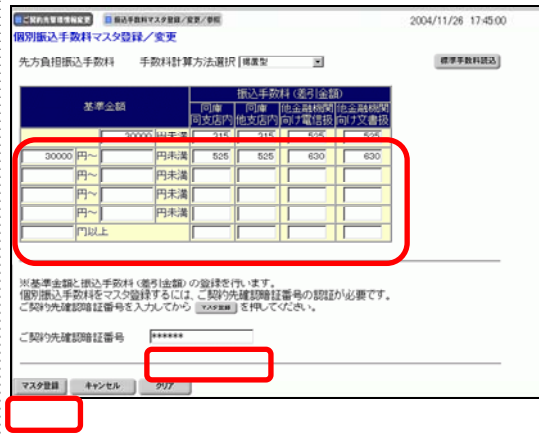 ご契約先管理情報変更 振込手数料マスタ登録/変更/参照 2004/11/26 17:45:00
個別振込手数料マスタ登録/変更
先方負担振込手数料 手数料計算方法選択 据置型 標準手数料読込
基準金額 振込手数料(差引金額)
同庫同支店内 同庫他支店内 他金融機関向け電信扱 他金融機関向け文書扱
30000 円未満 315 315 525 525
30000 円~ 円未満 525 525 630 630
円~ 円未満
円~ 円未満
円~ 円未満
円以上
※基準金額と振込手数料(差引金額)の登録を行います。
個別振込手数料をマスタ登録するには、ご契約先確認暗証番号の認証が必要です。
ご契約先確認暗証番号を入力してから マスタ登録 を押してください。
ご契約先確認暗証番号 ******
マスタ登録 キャンセル クリア